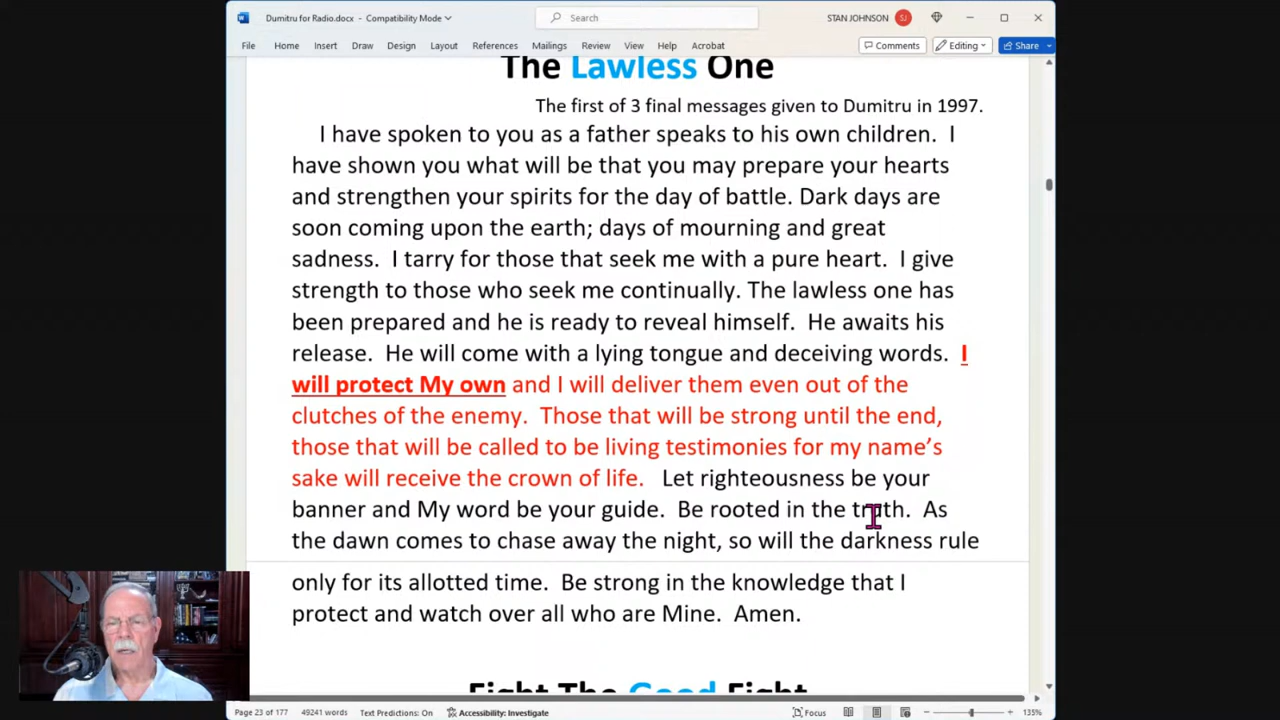 Dumitru for Radio.docx - Compatibility Mode
Search
STAN JOHNSON SJ
File Home Insert Draw Design Layout References Mailings Review View Help Acrobat Comments Editing Share
The Lawless One
The first of 3 final messages given to Dumitru in 1997.
I have spoken to you as a father speaks to his own children. I
have shown you what will be that you may prepare your hearts
and strengthen your spirits for the day of battle. Dark days are
soon coming upon the earth; days of mourning and great
sadness. I tarry for those that seek me with a pure heart. I give
strength to those who seek me continually. The lawless one has
been prepared and he is ready to reveal himself. He awaits his
release. He will come with a lying tongue and deceiving words. I
will protect My own and I will deliver them even out of the
clutches of the enemy. Those that will be strong until the end,
those that will be called to be living testimonies for my name's
sake will receive the crown of life. Let righteousness be your
banner and My word be your guide. Be rooted in the truth. As
the dawn comes to chase away the night, so will the darkness rule
only for its allotted time. Be strong in the knowledge that I
protect and watch over all who are Mine. Amen.
Fight The Good Fight
Page 23 of 177 49241 words Text Predictions: On Accessibility: Investigate Focus 135%